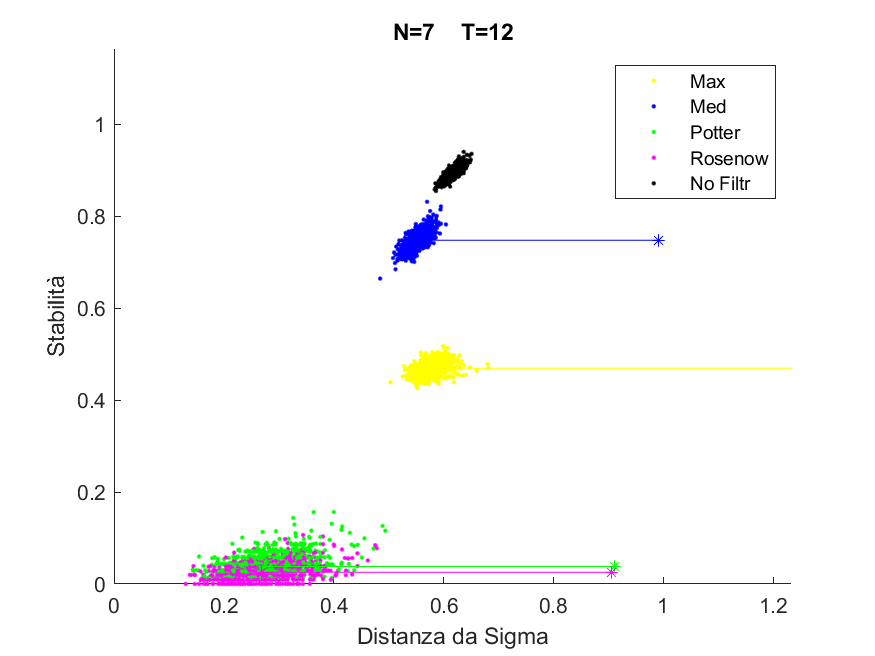 N=7 T=12
Max
Med
Potter
Rosenow
No Filtr
Stabilità
1
0.8
0.6
0.4
0.2
0
0 0.2 0.4 0.6 0.8 1 1.2
Distanza da Sigma